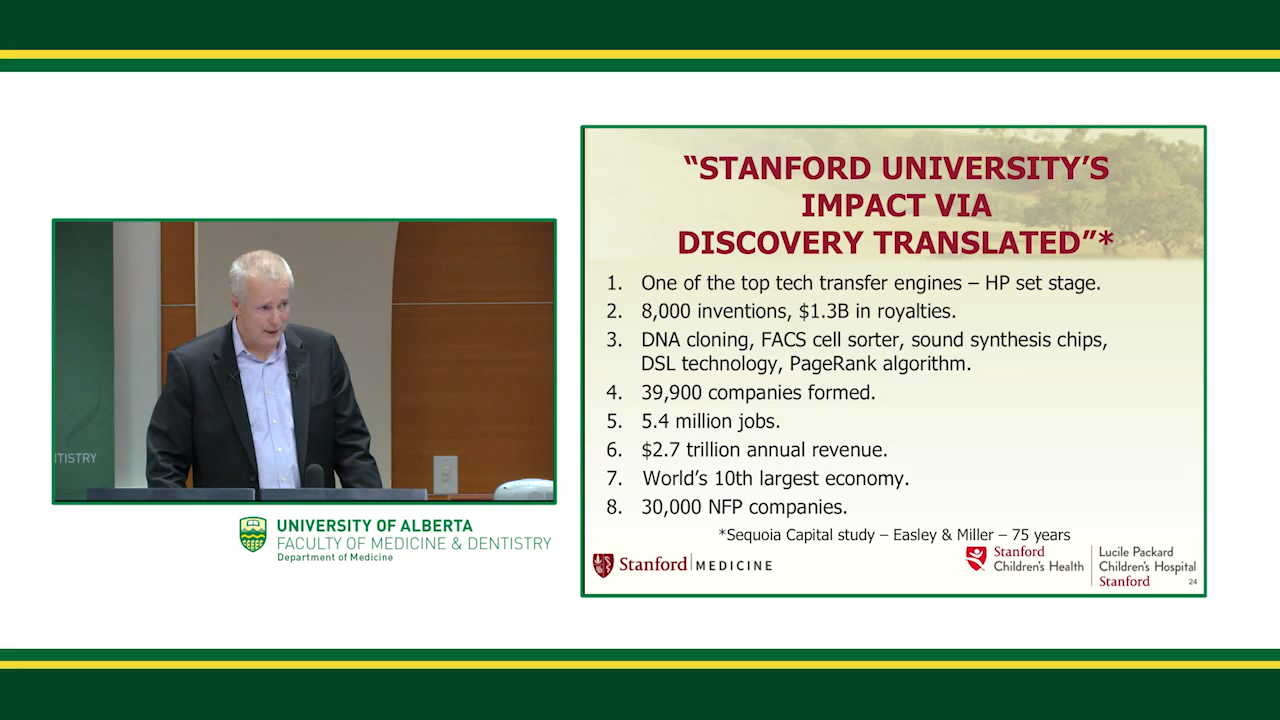 “STANFORD UNIVERSITY’S
IMPACT VIA
DISCOVERY TRANSLATED”*
1. One of the top tech transfer engines – HP set stage.
2. 8,000 inventions, $1.3B in royalties.
3. DNA cloning, FACS cell sorter, sound synthesis chips,
DSL technology, PageRank algorithm.
4. 39,900 companies formed.
5. 5.4 million jobs.
6. $2.7 trillion annual revenue.
7. World’s 10th largest economy.
8. 30,000 NFP companies.
*Sequoia Capital study – Easley & Miller – 75 years
Stanford MEDICINE
Stanford
Children’s Health
Lucile Packard
Children’s Hospital
Stanford
24
TISTRY
UNIVERSITY OF ALBERTA
FACULTY OF MEDICINE & DENTISTRY
Department of Medicine